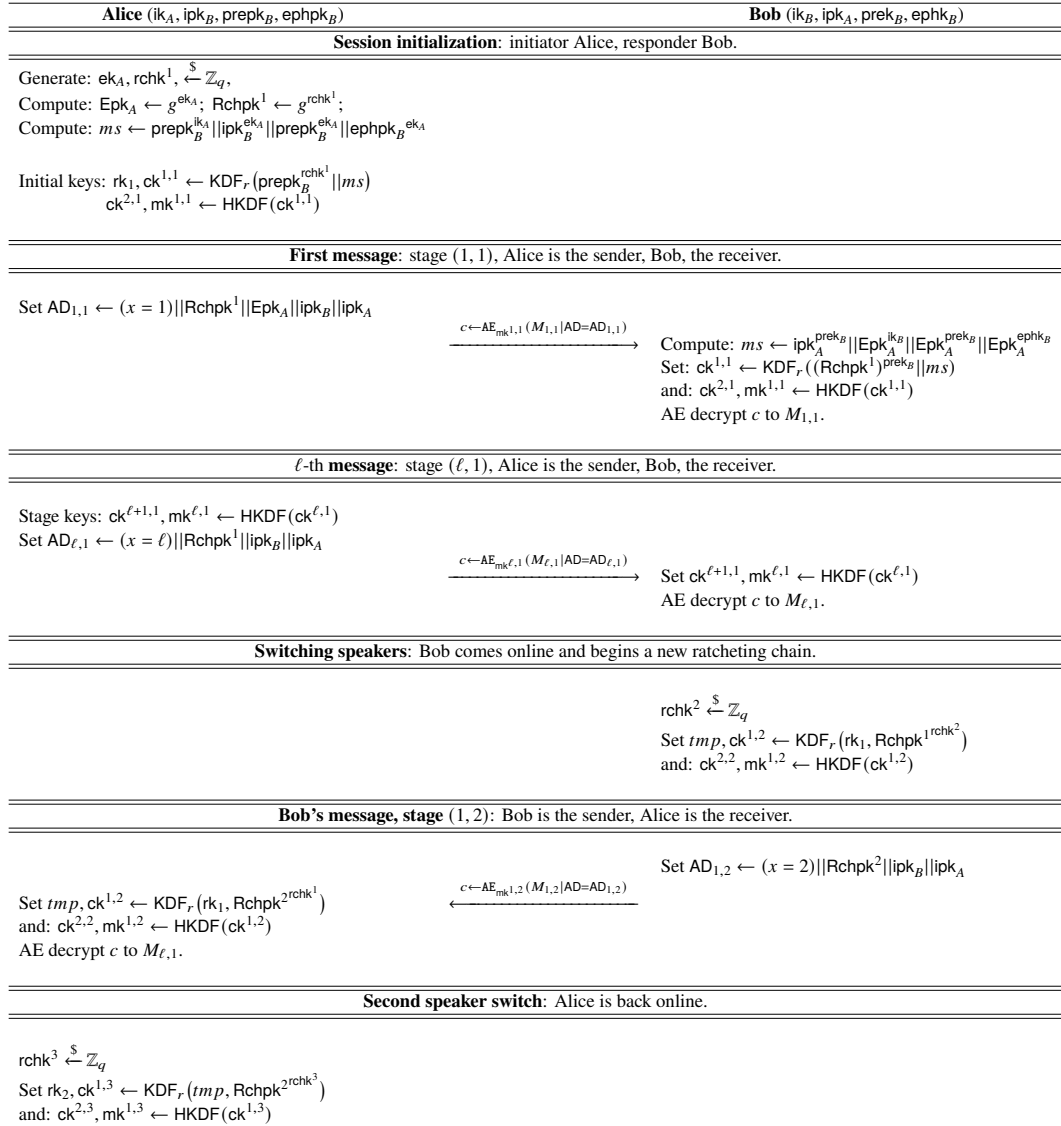 Alice (ik_A, ipk_B, prepk_B, ephpk_B) Bob (ik_B, ipk_A, prek_B, ephk_B)
Session initialization: initiator Alice, responder Bob.
Generate: ek_A, rchk^1, $← ℤ_q,
Compute: Epk_A ← g^{ek_A}; Rchpk^1 ← g^{rchk^1};
Compute: ms ← prepk_B^{ik_A}||ipk_B^{ek_A}||prepk_B^{ek_A}||ephpk_B^{ek_A}
Initial keys: rk_1, ck^{1,1} ← KDF_r(prepk_B^{rchk^1}||ms)
ck^{2,1}, mk^{1,1} ← HKDF(ck^{1,1})
First message: stage (1, 1), Alice is the sender, Bob, the receiver.
Set AD_{1,1} ← (x = 1)||Rchpk^1||Epk_A||ipk_B||ipk_A
c←AE_{mk^{1,1}}(M_{1,1}|AD=AD_{1,1})
Compute: ms ← ipk_A^{prek_B}||Epk_A^{ik_B}||Epk_A^{prek_B}||Epk_A^{ephk_B}
Set: ck^{1,1} ← KDF_r((Rchpk^1)^{prek_B}||ms)
and: ck^{2,1}, mk^{1,1} ← HKDF(ck^{1,1})
AE decrypt c to M_{1,1}.
ℓ-th message: stage (ℓ, 1), Alice is the sender, Bob, the receiver.
Stage keys: ck^{ℓ+1,1}, mk^{ℓ,1} ← HKDF(ck^{ℓ,1})
Set AD_{ℓ,1} ← (x = ℓ)||Rchpk^1||ipk_B||ipk_A
c←AE_{mk^{ℓ,1}}(M_{ℓ,1}|AD=AD_{ℓ,1})
Set ck^{ℓ+1,1}, mk^{ℓ,1} ← HKDF(ck^{ℓ,1})
AE decrypt c to M_{ℓ,1}.
Switching speakers: Bob comes online and begins a new ratcheting chain.
rchk^2 $← ℤ_q
Set tmp, ck^{1,2} ← KDF_r(rk_1, Rchpk^{1^{rchk^2}})
and: ck^{2,2}, mk^{1,2} ← HKDF(ck^{1,2})
Bob's message, stage (1, 2): Bob is the sender, Alice is the receiver.
Set AD_{1,2} ← (x = 2)||Rchpk^2||ipk_B||ipk_A
c←AE_{mk^{1,2}}(M_{1,2}|AD=AD_{1,2})
Set tmp, ck^{1,2} ← KDF_r(rk_1, Rchpk^{2^{rchk^1}})
and: ck^{2,2}, mk^{1,2} ← HKDF(ck^{1,2})
AE decrypt c to M_{ℓ,1}.
Second speaker switch: Alice is back online.
rchk^3 $← ℤ_q
Set rk_2, ck^{1,3} ← KDF_r(tmp, Rchpk^{2^{rchk^3}})
and: ck^{2,3}, mk^{1,3} ← HKDF(ck^{1,3})